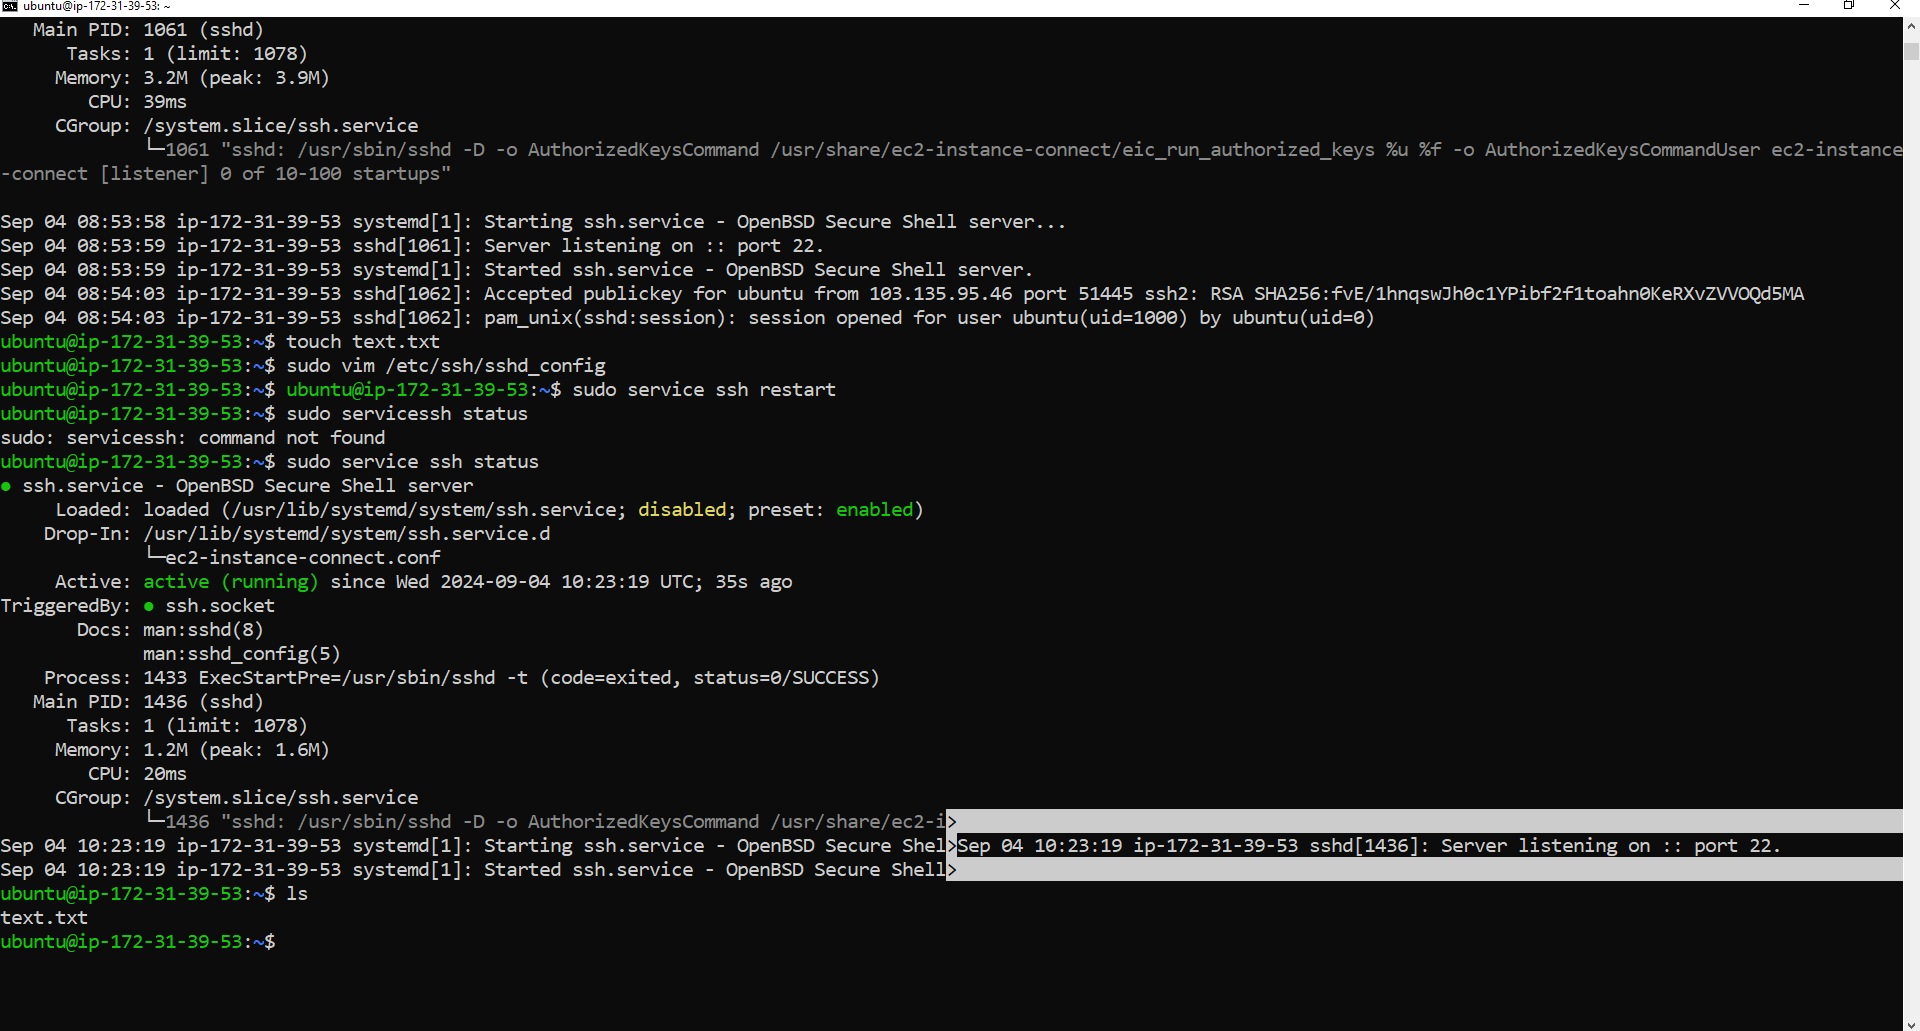 ubuntu@ip-172-31-39-53: ~
Main PID: 1061 (sshd)
Tasks: 1 (limit: 1078)
Memory: 3.2M (peak: 3.9M)
CPU: 39ms
CGroup: /system.slice/ssh.service
└─1061 "sshd: /usr/sbin/sshd -D -o AuthorizedKeysCommand /usr/share/ec2-instance-connect/eic_run_authorized_keys %u %f -o AuthorizedKeysCommandUser ec2-instance
-connect [listener] 0 of 10-100 startups"
Sep 04 08:53:58 ip-172-31-39-53 systemd[1]: Starting ssh.service - OpenBSD Secure Shell server...
Sep 04 08:53:59 ip-172-31-39-53 sshd[1061]: Server listening on :: port 22.
Sep 04 08:53:59 ip-172-31-39-53 systemd[1]: Started ssh.service - OpenBSD Secure Shell server.
Sep 04 08:54:03 ip-172-31-39-53 sshd[1062]: Accepted publickey for ubuntu from 103.135.95.46 port 51445 ssh2: RSA SHA256:fvE/1hnqswJh0c1YPibf2f1toahn0KeRXvZVVOQd5MA
Sep 04 08:54:03 ip-172-31-39-53 sshd[1062]: pam_unix(sshd:session): session opened for user ubuntu(uid=1000) by ubuntu(uid=0)
ubuntu@ip-172-31-39-53:~$ touch text.txt
ubuntu@ip-172-31-39-53:~$ sudo vim /etc/ssh/sshd_config
ubuntu@ip-172-31-39-53:~$ ubuntu@ip-172-31-39-53:~$ sudo service ssh restart
ubuntu@ip-172-31-39-53:~$ sudo servicessh status
sudo: servicessh: command not found
ubuntu@ip-172-31-39-53:~$ sudo service ssh status
● ssh.service - OpenBSD Secure Shell server
Loaded: loaded (/usr/lib/systemd/system/ssh.service; disabled; preset: enabled)
Drop-In: /usr/lib/systemd/system/ssh.service.d
└─ec2-instance-connect.conf
Active: active (running) since Wed 2024-09-04 10:23:19 UTC; 35s ago
TriggeredBy: ● ssh.socket
Docs: man:sshd(8)
man:sshd_config(5)
Process: 1433 ExecStartPre=/usr/sbin/sshd -t (code=exited, status=0/SUCCESS)
Main PID: 1436 (sshd)
Tasks: 1 (limit: 1078)
Memory: 1.2M (peak: 1.6M)
CPU: 20ms
CGroup: /system.slice/ssh.service
└─1436 "sshd: /usr/sbin/sshd -D -o AuthorizedKeysCommand /usr/share/ec2-i>
Sep 04 10:23:19 ip-172-31-39-53 systemd[1]: Starting ssh.service - OpenBSD Secure Shel>Sep 04 10:23:19 ip-172-31-39-53 sshd[1436]: Server listening on :: port 22.
Sep 04 10:23:19 ip-172-31-39-53 systemd[1]: Started ssh.service - OpenBSD Secure Shell>
ubuntu@ip-172-31-39-53:~$ ls
text.txt
ubuntu@ip-172-31-39-53:~$